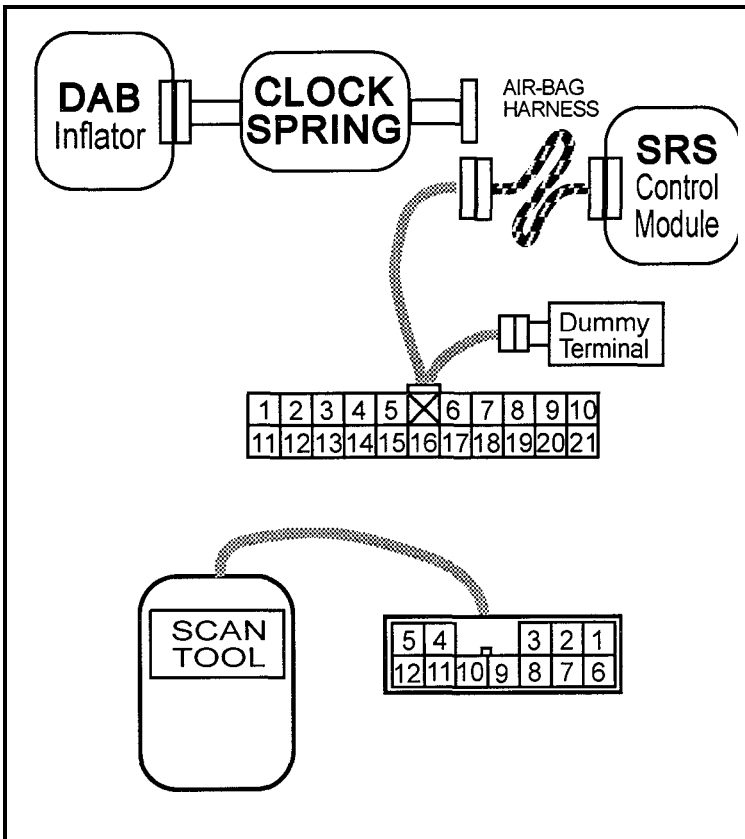 DAB
Inflator
CLOCK
SPRING
AIR-BAG
HARNESS
SRS
Control
Module
Dummy
Terminal
1 2 3 4 5 6 7 8 9 10
11 12 13 14 15 16 17 18 19 20 21
SCAN
TOOL
5 4 3 2 1
12 11 10 9 8 7 6